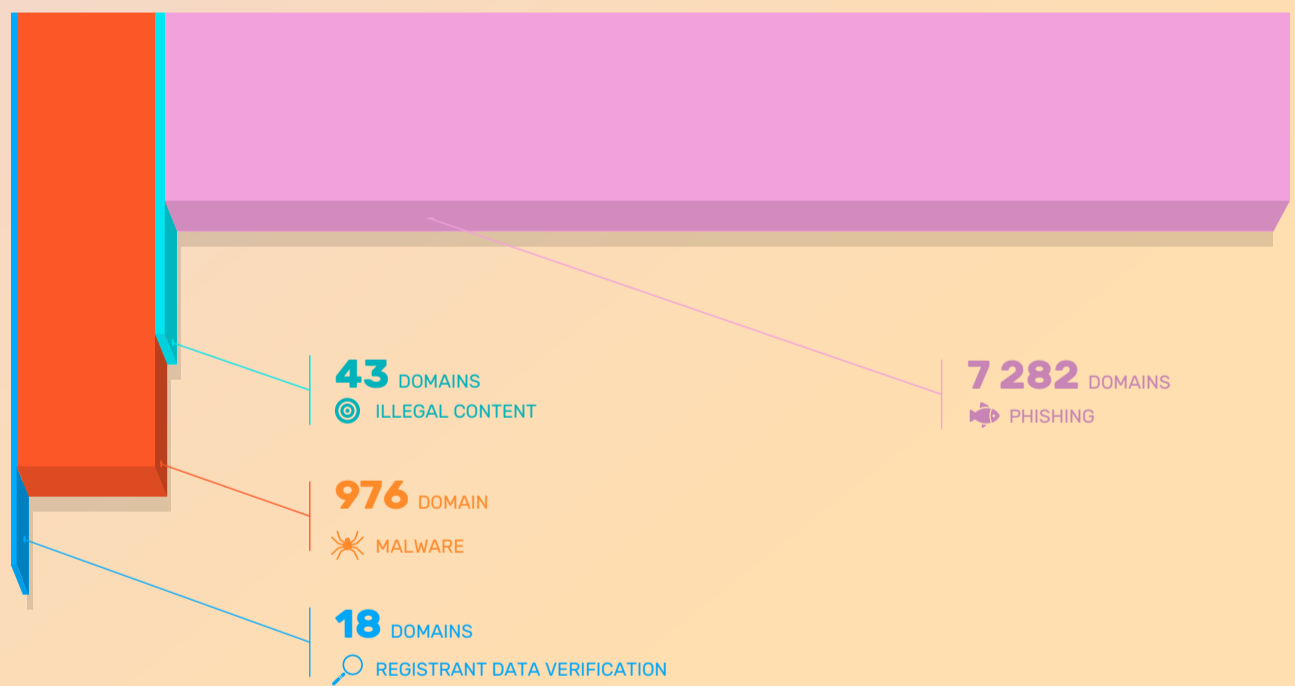 43 DOMAINS
ILLEGAL CONTENT
7 282 DOMAINS
PHISHING
976 DOMAIN
MALWARE
18 DOMAINS
REGISTRANT DATA VERIFICATION